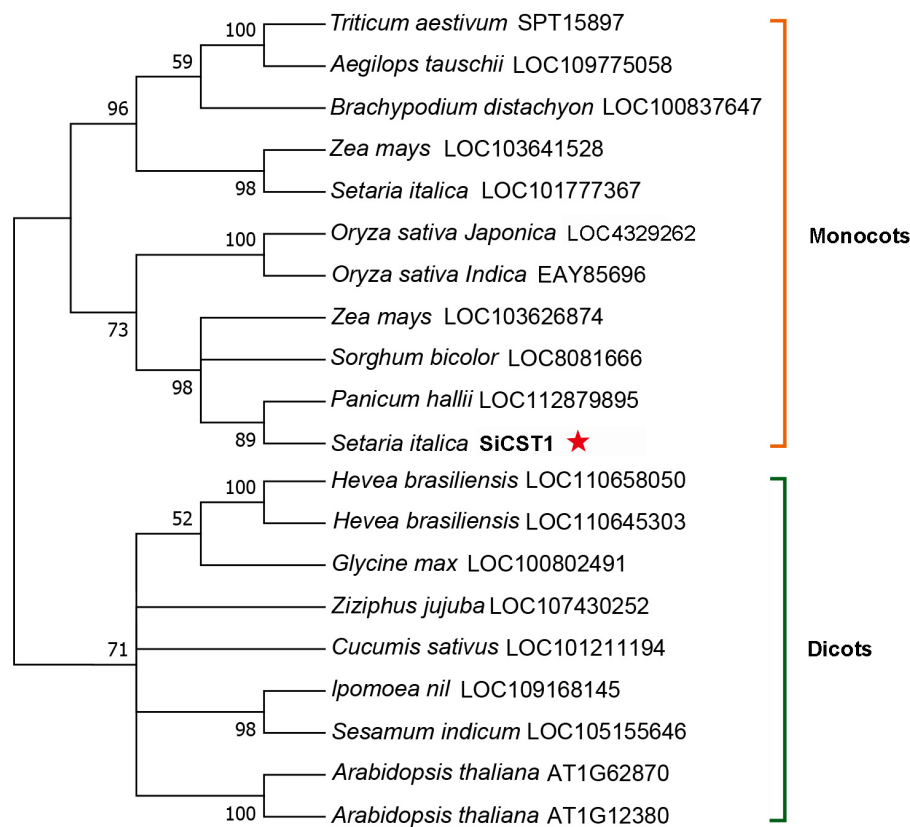 100
Triticum aestivum SPT15897
59
Aegilops tauschii LOC109775058
96
Brachypodium distachyon LOC100837647
Zea mays LOC103641528
98
Setaria italica LOC101777367
100
Oryza sativa Japonica LOC4329262
Monocots
Oryza sativa Indica EAY85696
73
Zea mays LOC103626874
Sorghum bicolor LOC8081666
98
Panicum hallii LOC112879895
89
Setaria italica SiCST1
100
Hevea brasiliensis LOC110658050
52
Hevea brasiliensis LOC110645303
Glycine max LOC100802491
Ziziphus jujuba LOC107430252
71
Cucumis sativus LOC101211194
Dicots
Ipomoea nil LOC109168145
98
Sesamum indicum LOC105155646
Arabidopsis thaliana AT1G62870
100
Arabidopsis thaliana AT1G12380